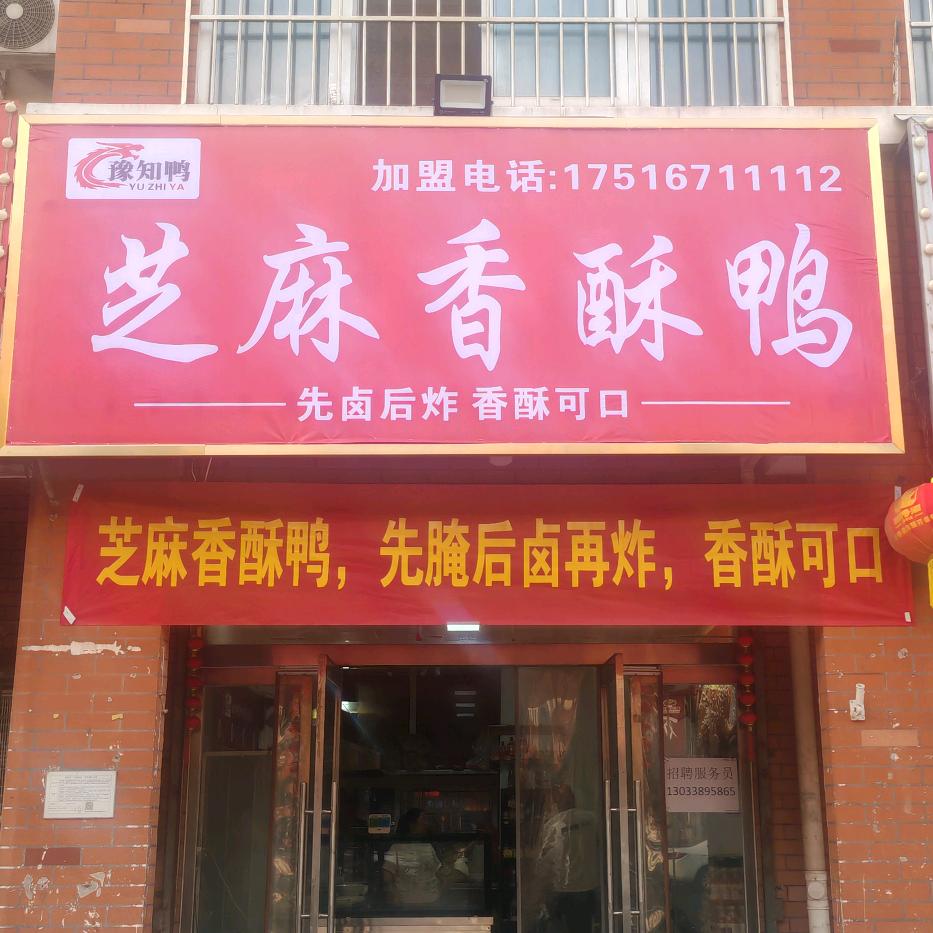 豫知鸭
YU ZHI YA
加盟电话:17516711112
芝麻香酥鸭
先卤后炸 香酥可口
芝麻香酥鸭，先腌后卤再炸，香酥可口
招聘服务员
13033895865